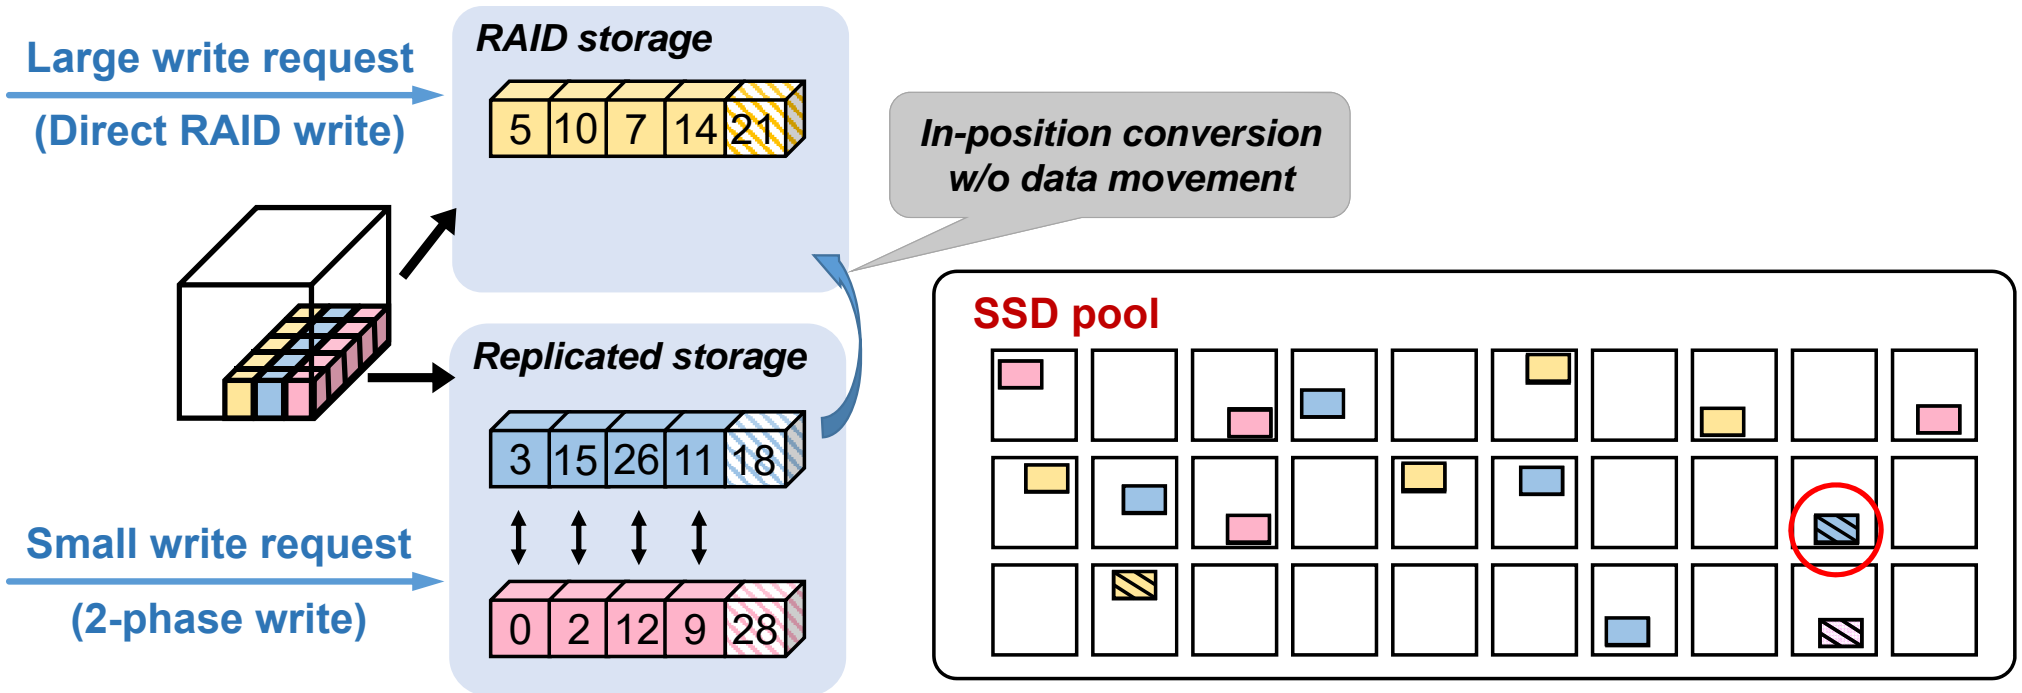 Large write request
(Direct RAID write)
RAID storage
5 10 7 14 21
In-position conversion
w/o data movement
Replicated storage
3 15 26 11 18
Small write request
(2-phase write)
0 2 12 9 28
SSD pool